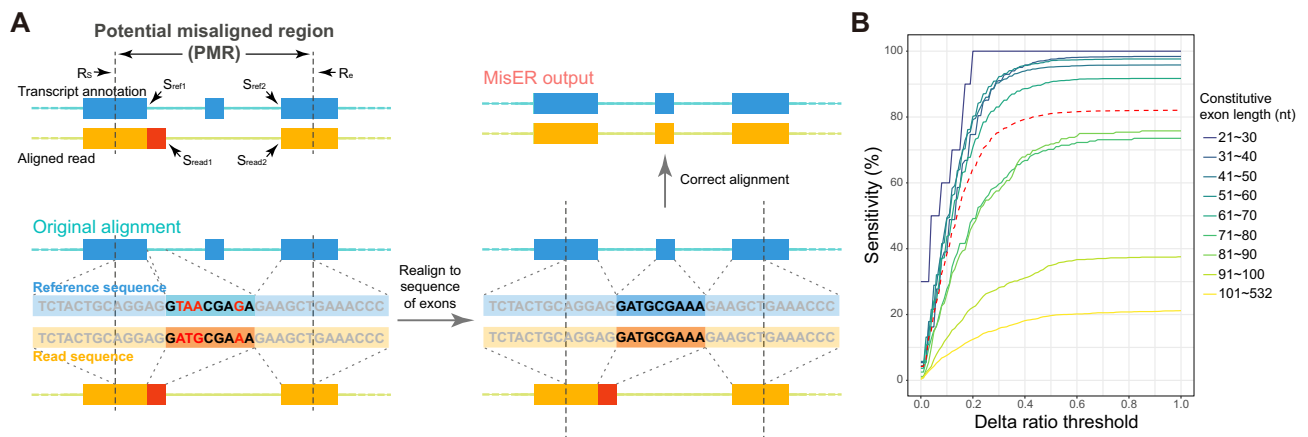 A
Potential misaligned region
(PMR)
Rs
Re
Transcript annotation
Sref1
Sref2
Aligned read
Sread1
Sread2
MisER output
Correct alignment
Original alignment
Reference sequence
TCTACTGCAGGAGGTAACGAGAGAAGCTGAAACCC
TCTACTGCAGGAGGATGCGAAAGAAGCTGAAACCC
Read sequence
Realign to
sequence
of exons
TCTACTGCAGGAGGATGCGAAAGAAGCTGAAACCC
TCTACTGCAGGAGGATGCGAAAGAAGCTGAAACCC
B
Sensitivity (%)
100
80
60
40
20
0
0.0 0.2 0.4 0.6 0.8 1.0
Delta ratio threshold
Constitutive
exon length (nt)
21~30
31~40
41~50
51~60
61~70
71~80
81~90
91~100
101~532